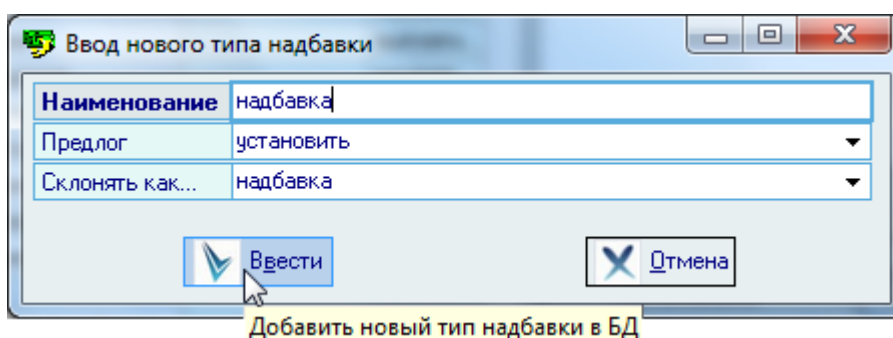 Ввод нового типа надбавки
Наименование надбавка
Предлог установить
Склонять как... надбавка
Ввести Отмена
Добавить новый тип надбавки в БД